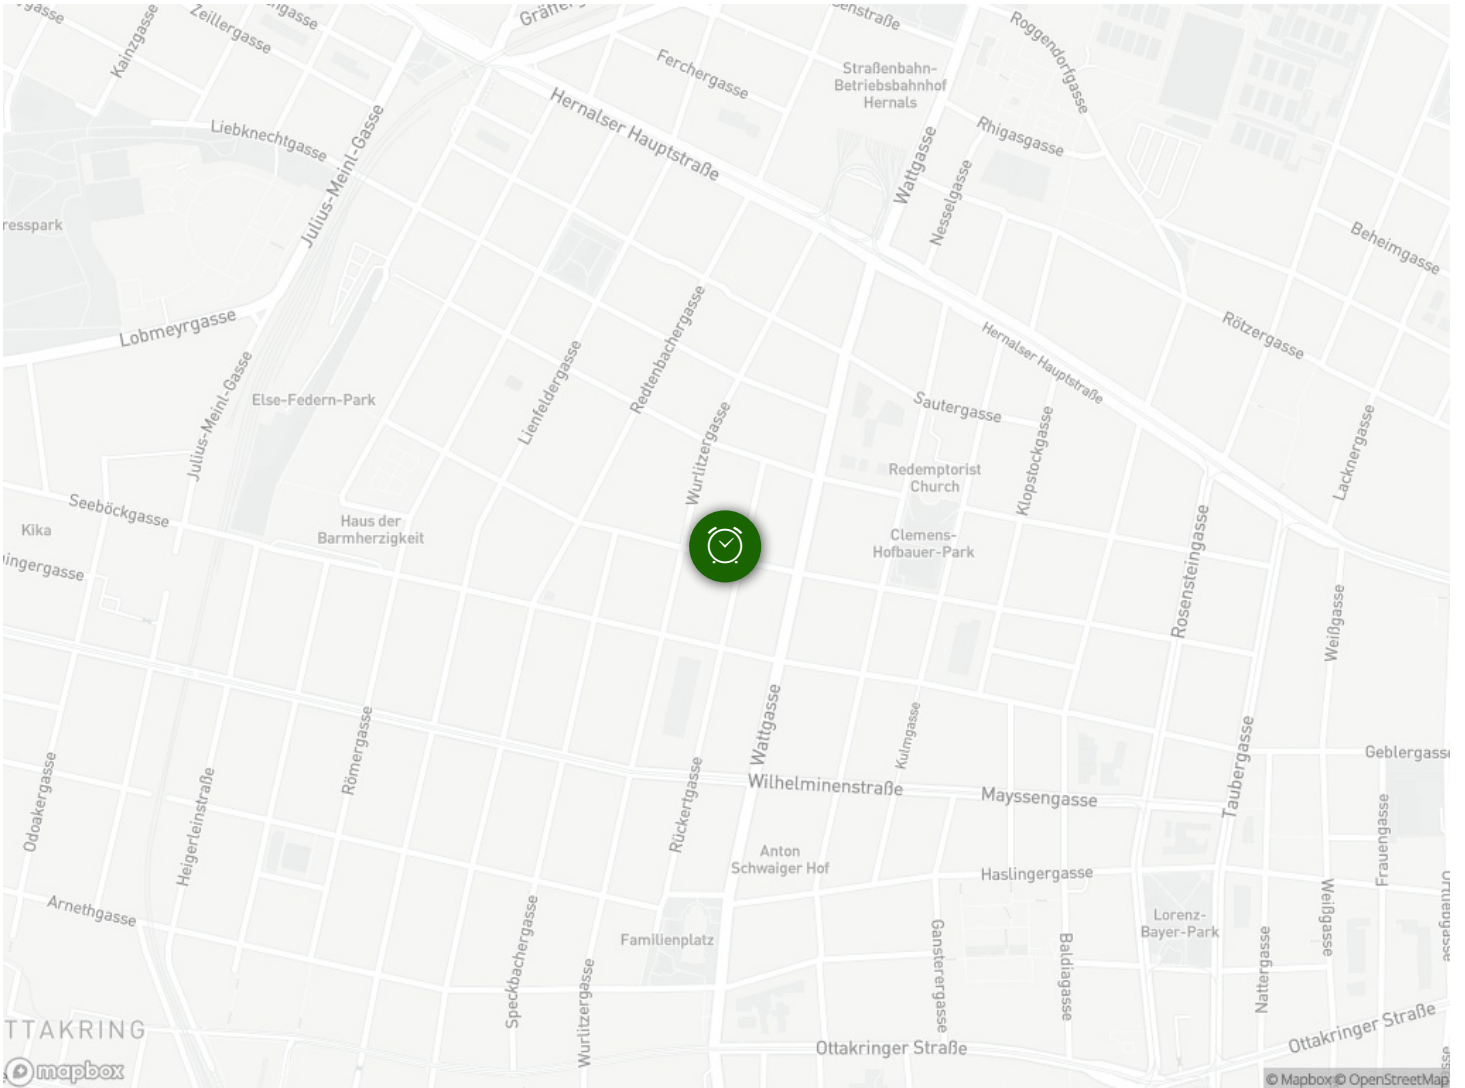 Gräfferg
Zeillergasse
Kainzgasse
Ferchergasse
Straßenbahn-
Betriebsbahnhof
Hernals
Roggendorfgasse
Hernalser Hauptstraße
Liebknechtgasse
Julius-Meinl-Gasse
Wattgasse
Rhigasgasse
Nesselgasse
resspark
Beheimgasse
Lobmeyrgasse
Rötzergasse
Hernalser Hauptstraße
Redtenbachergasse
Lienfeldergasse
Julius-Meinl-Gasse
Else-Federn-Park
Sautergasse
Wurlitzergasse
Klopstockgasse
Lacknergasse
Redemptorist
Church
Seeböckgasse
Kika
Haus der
Barmherzigkeit
Clemens-
Hofbauer-Park
Rosensteingasse
ingergasse
Weißgasse
Wattgasse
Kulmgasse
Römergasse
Geblergasse
Odoakergasse
Heigerleinstraße
Rückertgasse
Wilhelminenstraße
Mayssengasse
Taubergasse
Frauengasse
Anton
Schwaiger Hof
Haslingergasse
Arnethgasse
Speckbachergasse
Familienplatz
Lorenz-
Bayer-Park
Weißgasse
Gansterergasse
Baldiagasse
Nattergasse
Wurlitzergasse
TTAKRING
Ottakringer Straße
Ottakringer Straße
mapbox
© Mapbox © OpenStreetMap